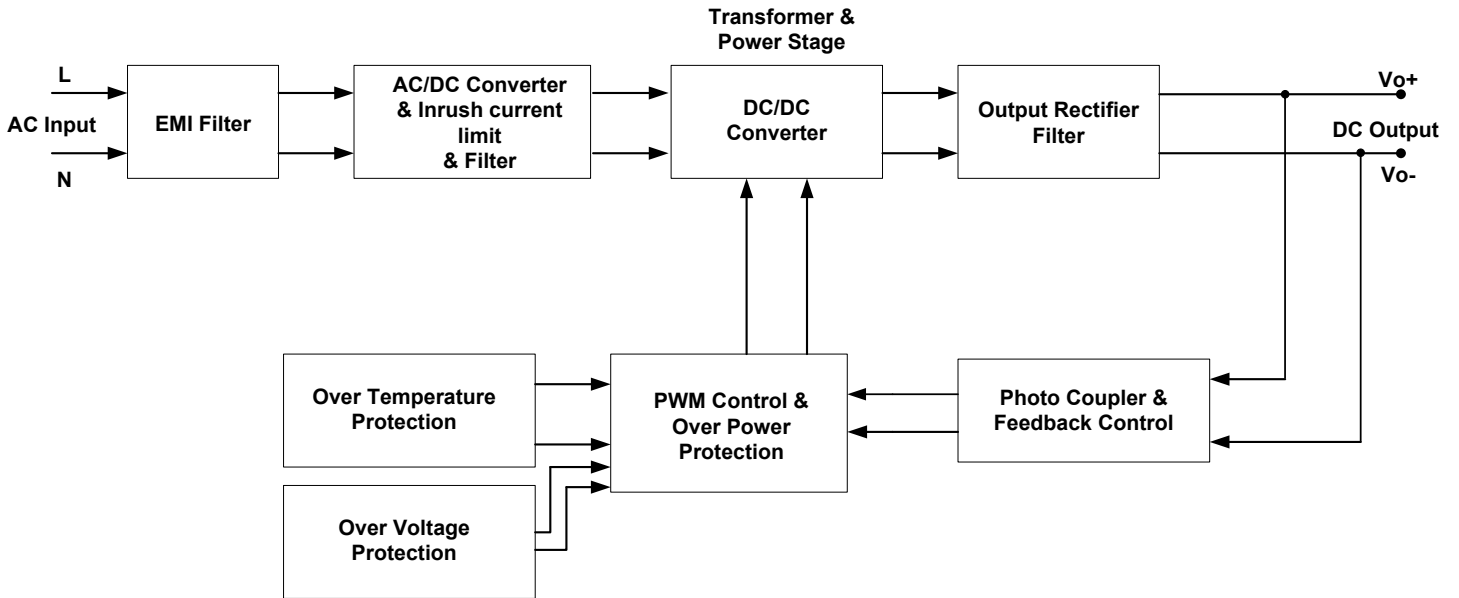 Transformer &
Power Stage
L
AC Input
N
EMI Filter
AC/DC Converter
& Inrush current
limit
& Filter
DC/DC
Converter
Output Rectifier
Filter
Vo+
DC Output
Vo-
Over Temperature
Protection
PWM Control &
Over Power
Protection
Photo Coupler &
Feedback Control
Over Voltage
Protection